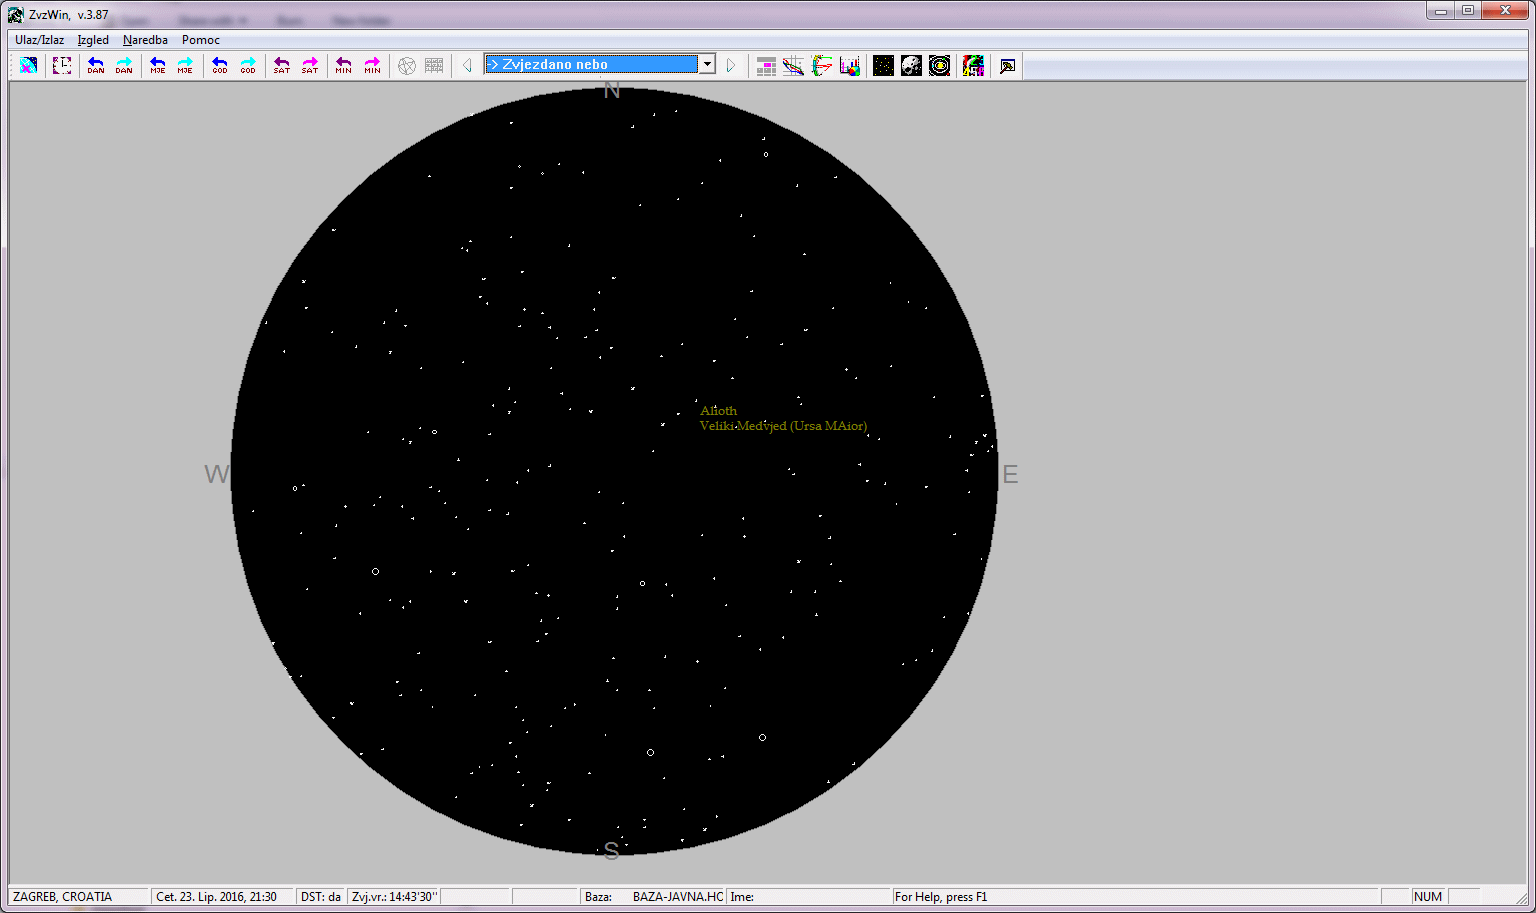 ZvzWin, v.3.87
Ulaz/Izlaz Izgled Naredba Pomoc
DAN DAN MJE MJE GOD GOD SAT SAT MIN MIN
-> Zvjezdano nebo
N
Alioth
Veliki Medvjed (Ursa MAior)
W
E
S
ZAGREB, CROATIA Cet. 23. Lip. 2016, 21:30 DST: da Zvj.vr.: 14:43'30'' Baza: BAZA-JAVNA.HC Ime: For Help, press F1 NUM